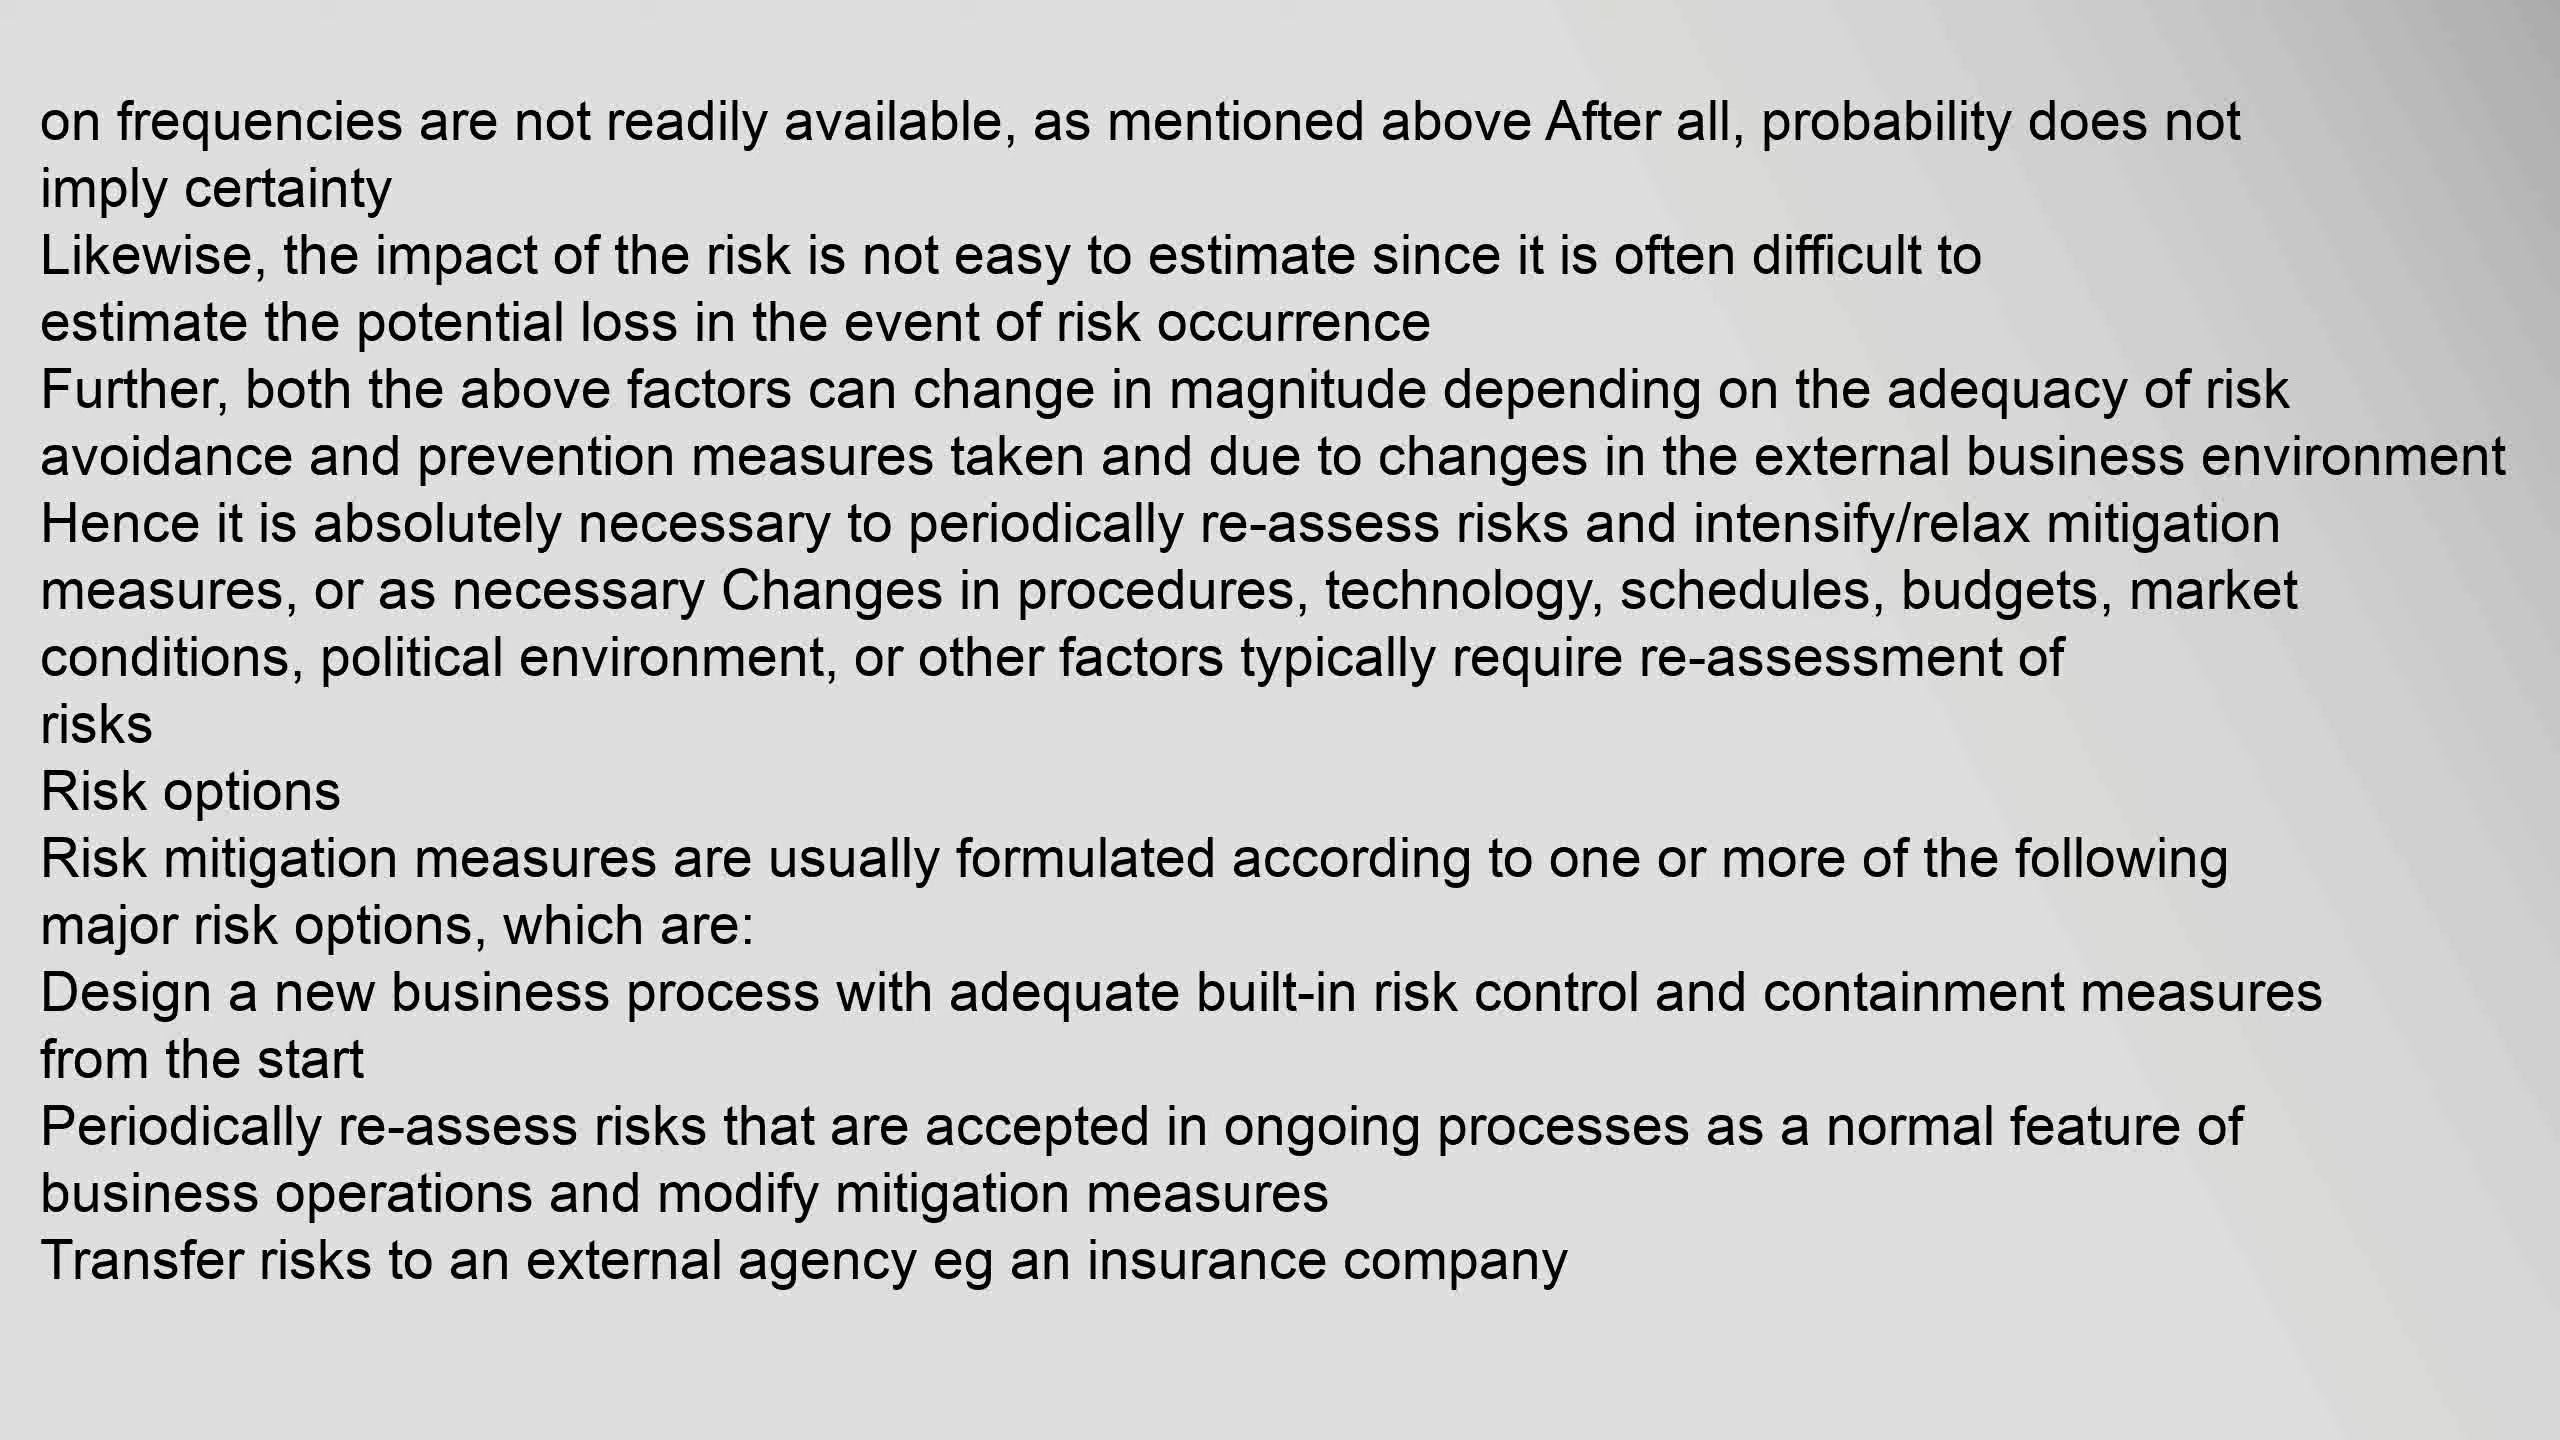 on frequencies are not readily available, as mentioned above After all, probability does not
imply certainty
Likewise, the impact of the risk is not easy to estimate since it is often difficult to
estimate the potential loss in the event of risk occurrence
Further, both the above factors can change in magnitude depending on the adequacy of risk
avoidance and prevention measures taken and due to changes in the external business environment
Hence it is absolutely necessary to periodically re-assess risks and intensify/relax mitigation
measures, or as necessary Changes in procedures, technology, schedules, budgets, market
conditions, political environment, or other factors typically require re-assessment of
risks
Risk options
Risk mitigation measures are usually formulated according to one or more of the following
major risk options, which are:
Design a new business process with adequate built-in risk control and containment measures
from the start
Periodically re-assess risks that are accepted in ongoing processes as a normal feature of
business operations and modify mitigation measures
Transfer risks to an external agency eg an insurance company